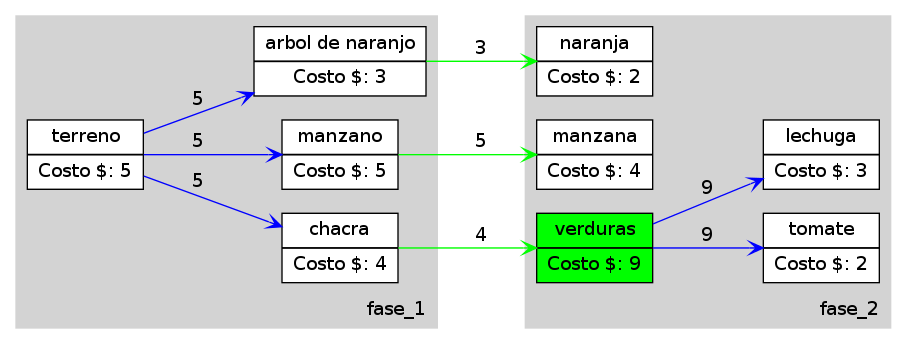 arbol de naranjo
Costo $: 3
3
naranja
Costo $: 2
5
terreno
Costo $: 5
5
manzano
Costo $: 5
5
manzana
Costo $: 4
lechuga
Costo $: 3
5
chacra
Costo $: 4
4
verduras
Costo $: 9
9
9
tomate
Costo $: 2
fase_1
fase_2